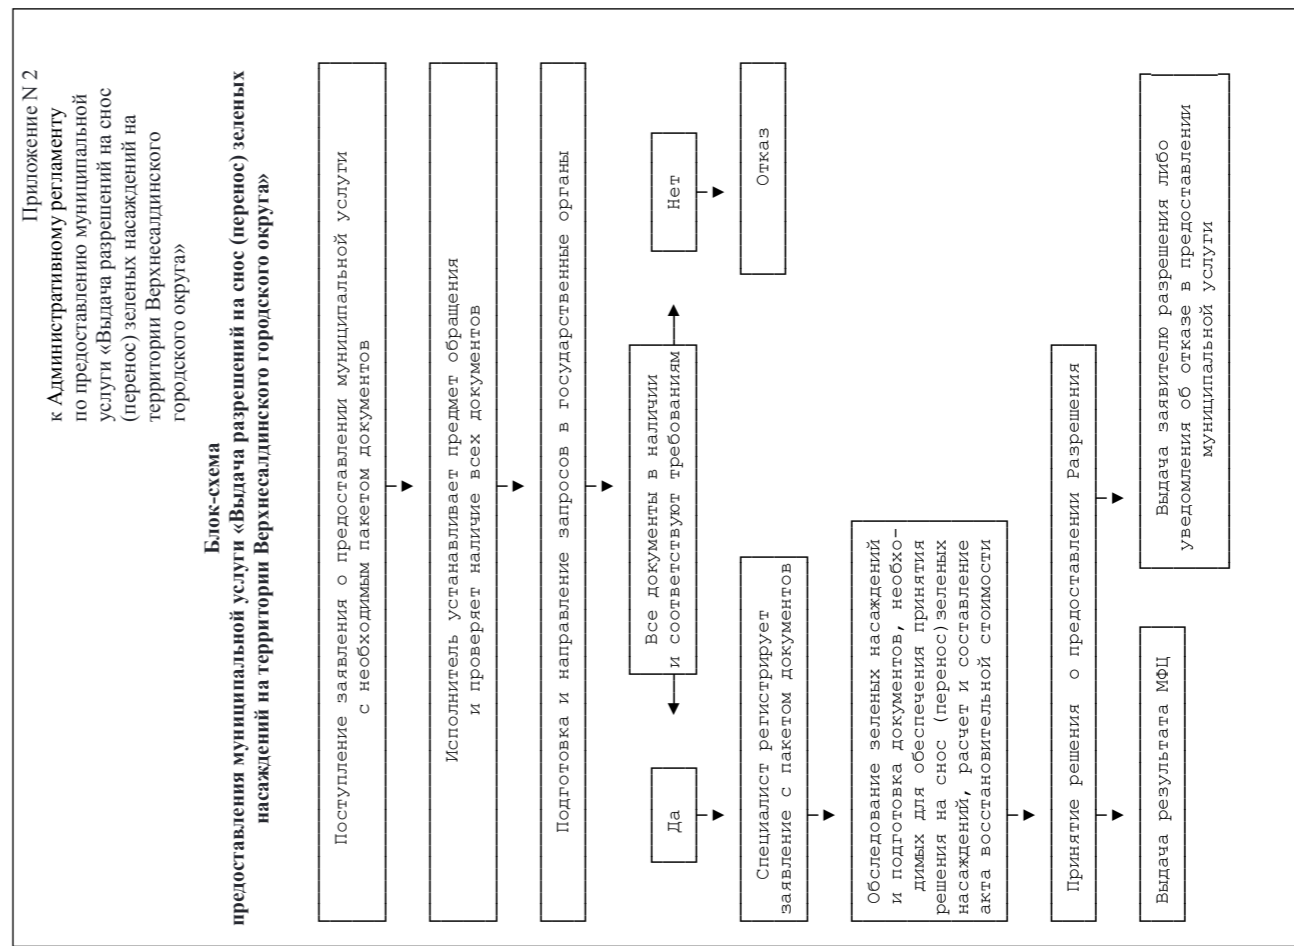 Приложение N 2
к Административному регламенту
по предоставлению муниципальной
услуги «Выдача разрешений на снос
(перенос) зеленых насаждений на
территории Верхнесалдинского
городского округа»
Блок-схема
предоставления муниципальной услуги «Выдача разрешений на снос (перенос) зеленых
насаждений на территории Верхнесалдинского городского округа»
Поступление заявления о предоставлении муниципальной услуги
с необходимым пакетом документов
Исполнитель устанавливает предмет обращения
и проверяет наличие всех документов
Подготовка и направление запросов в государственные органы
Все документы в наличии
и соответствуют требованиям
Да
Нет
Специалист регистрирует
заявление с пакетом документов
Отказ
Обследование зеленых насаждений
и подготовка документов, необхо-
димых для обеспечения принятия
решения на снос (перенос)зеленых
насаждений, расчет и составление
акта восстановительной стоимости
Принятие решения о предоставлении Разрешения
Выдача результата МФЦ
Выдача заявителю разрешения либо
уведомления об отказе в предоставлении
муниципальной услуги